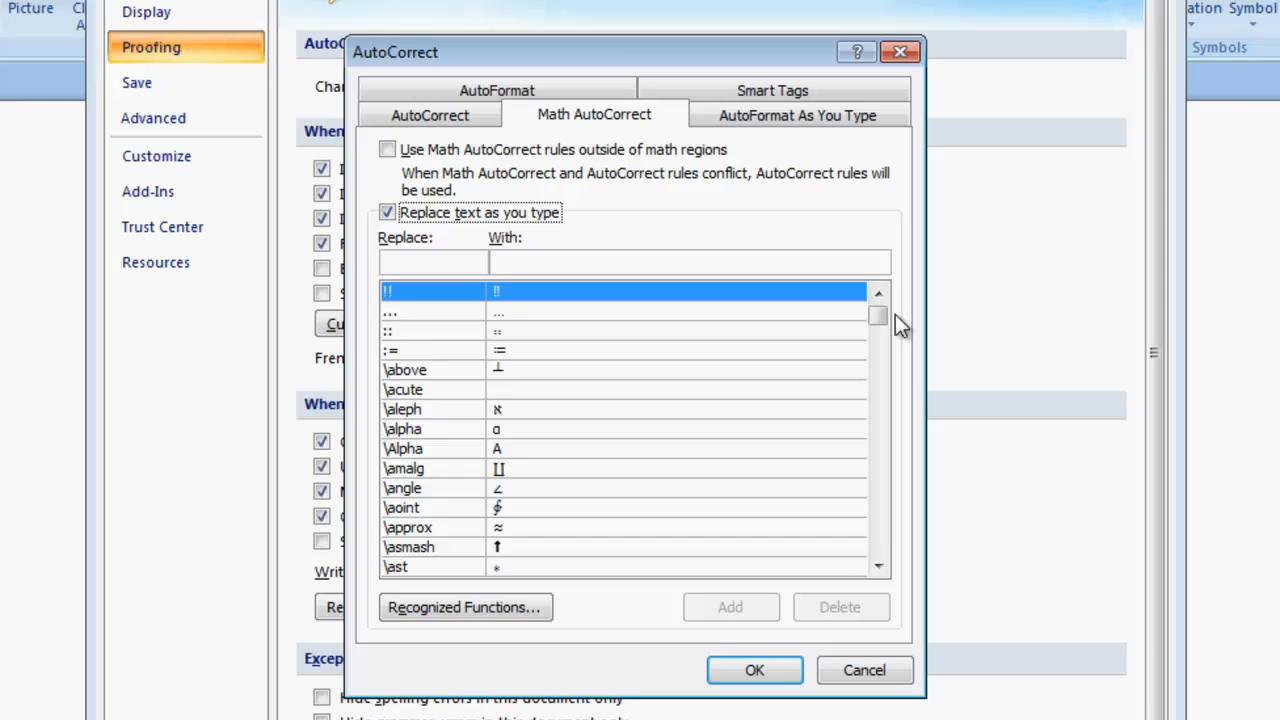 Picture
Display
Proofing
Save
Advanced
Customize
Add-Ins
Trust Center
Resources
Symbol
Symbols
AutoCorrect
AutoFormat
Smart Tags
AutoCorrect
Math AutoCorrect
AutoFormat As You Type
Use Math AutoCorrect rules outside of math regions
When Math AutoCorrect and AutoCorrect rules conflict, AutoCorrect rules will
be used.
Replace text as you type
Replace: With:
!! ‼
... …
:: ∷
:= ≔
\above ┴
\acute
\aleph ℵ
\alpha α
\Alpha Α
\amalg ∐
\angle ∠
\aoint ∳
\approx ≈
\asmash ⬆
\ast ∗
Recognized Functions...
Add
Delete
OK
Cancel
When
When